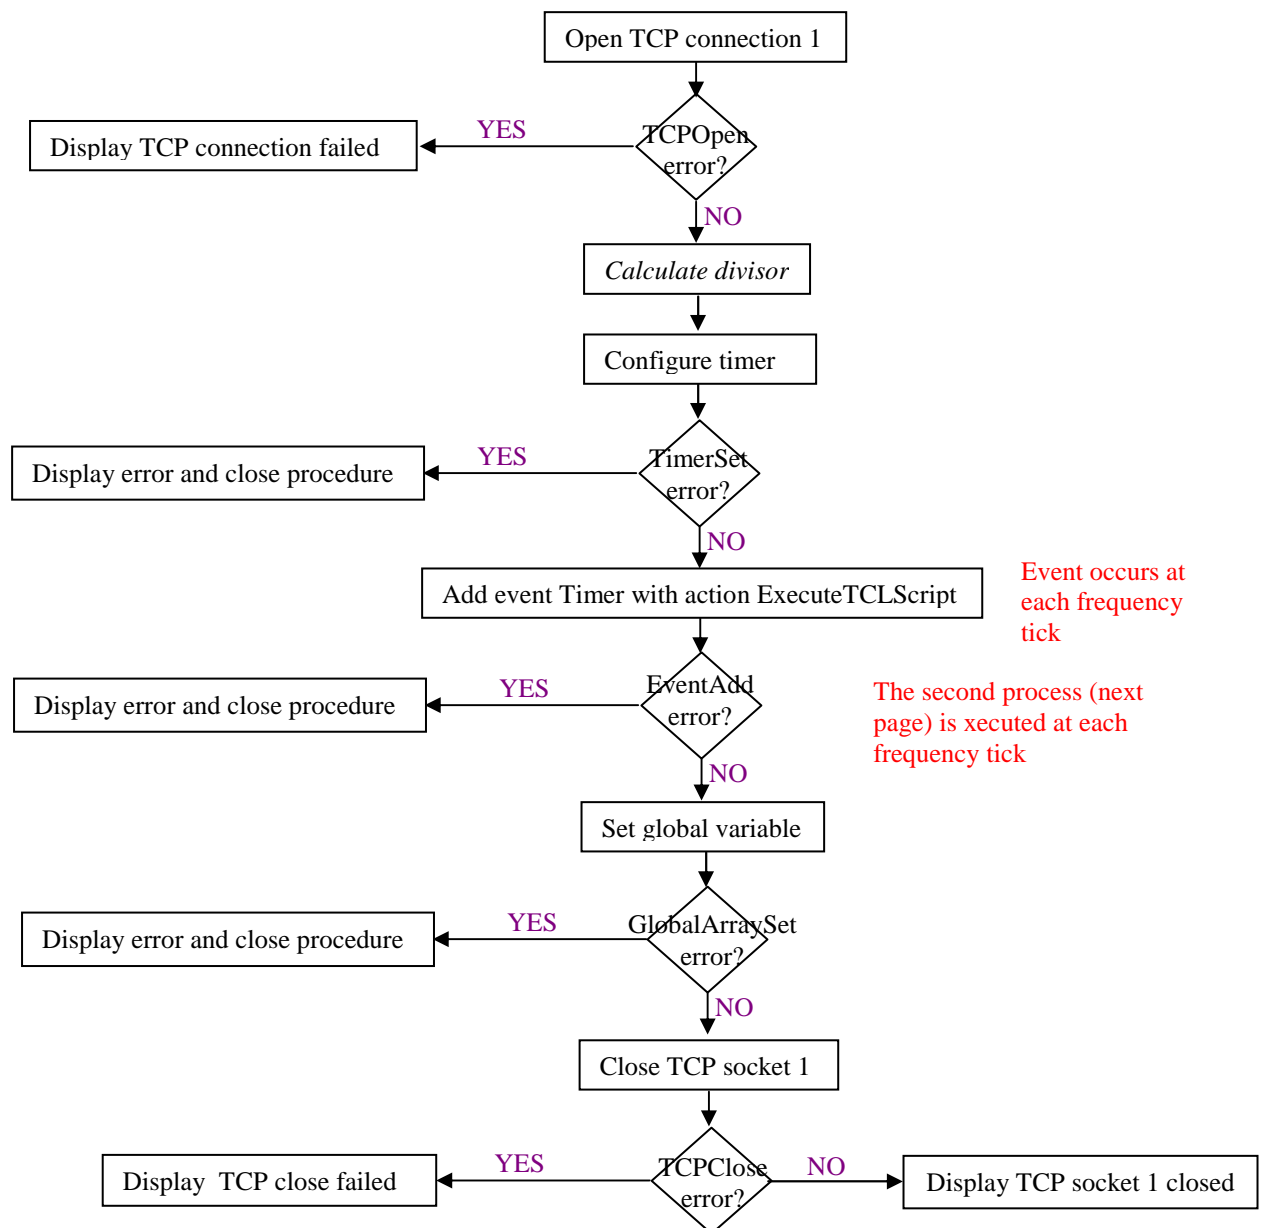 Open TCP connection 1
YES
TCPOpen
error?
Display TCP connection failed
NO
Calculate divisor
Configure timer
YES
TimerSet
error?
Display error and close procedure
NO
Add event Timer with action ExecuteTCLScript
Event occurs at
each frequency
tick
YES
EventAdd
error?
Display error and close procedure
The second process (next
page) is xecuted at each
frequency tick
NO
Set global variable
YES
GlobalArraySet
error?
Display error and close procedure
NO
Close TCP socket 1
YES
TCPClose
error?
NO
Display  TCP close failed
Display TCP socket 1 closed